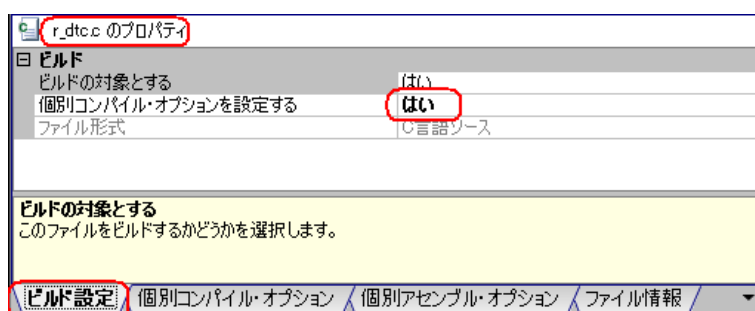 r_dtc.c のプロパティ
ビルド
ビルドの対象とする はい
個別コンパイル・オプションを設定する はい
ファイル形式 C言語ソース
ビルドの対象とする
このファイルをビルドするかどうかを選択します。
ビルド設定 個別コンパイル・オプション 個別アセンブル・オプション ファイル情報